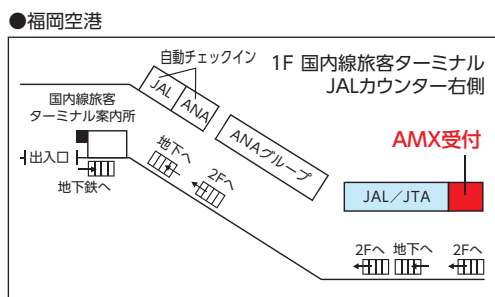 ●福岡空港
自動チェックイン
1F 国内線旅客ターミナル
JALカウンター右側
JAL
ANA
国内線旅客
ターミナル案内所
ANAグループ
AMX受付
出入口
地下鉄へ
地下へ
2Fへ
JAL／JTA
2Fへ
地下へ
2Fへ